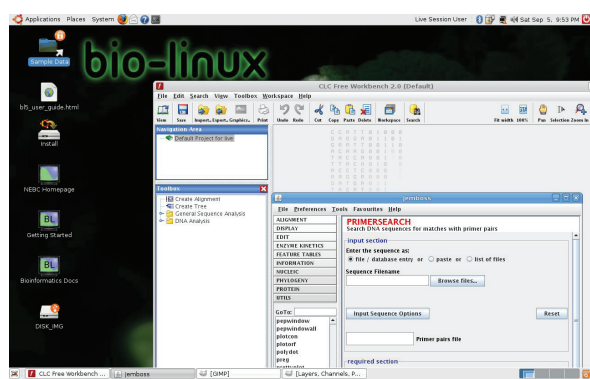 Applications Places System
Live Session User
Sat Sep 5, 9:53 PM
Sample Data
bio-linux
bl5_user_guide.html
Install
NEBC Homepage
BL
Getting Started
BL
Bioinformatics Docs
DISK_IMG
CLC Free Workbench 2.0 (Default)
File Edit Search View Toolbox Workspace Help
View Save Import... Export... Graphics... Print Undo Redo Cut Copy Paste Delete Workspace Search Fit width 100% Pan Selection Zoom In
Navigation Area
Default Project for live
Toolbox
Create Alignment
Create Tree
General Sequence Analysis
DNA Analysis
Jemboss
File Preferences Tools Favourites Help
ALIGNMENT
DISPLAY
EDIT
ENZYME KINETICS
FEATURE TABLES
INFORMATION
NUCLEIC
PHYLOGENY
PROTEIN
UTILS
GoTo:
pepwindow
pepwindowall
plotcon
plotorf
polydot
preg
prettyplot
PRIMERSEARCH
Search DNA sequences for matches with primer pairs
input section
Enter the sequence as:
file / database entry or paste or list of files
Sequence Filename
Browse files...
Input Sequence Options
Reset
Primer pairs file
required section
CLC Free Workbench ...
Jemboss
[GIMP]
[Layers, Channels, P...